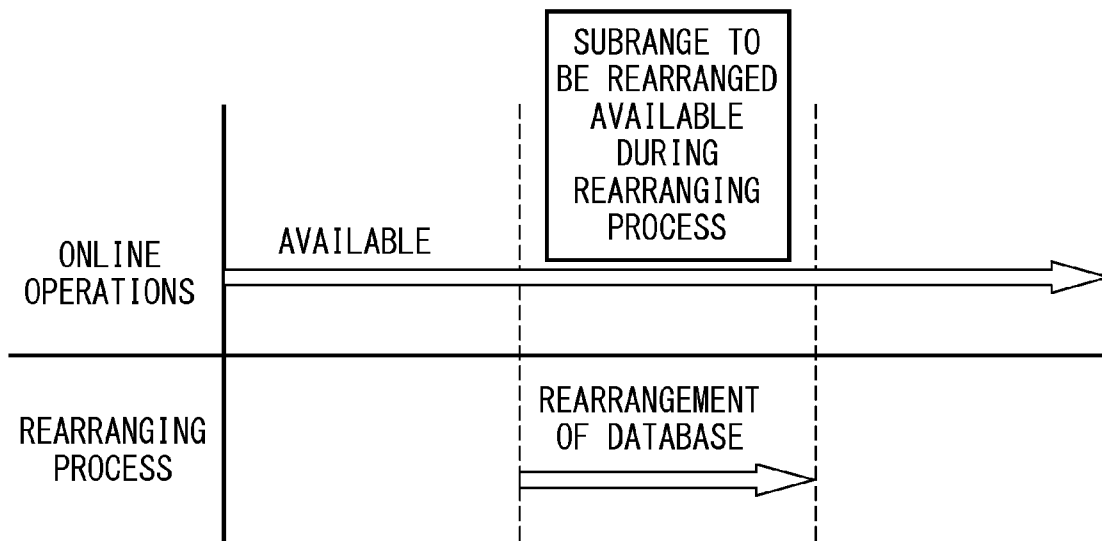 SUBRANGE TO
BE REARRANGED
AVAILABLE
DURING
REARRANGING
PROCESS
AVAILABLE
ONLINE
OPERATIONS
REARRANGEMENT
OF DATABASE
REARRANGING
PROCESS